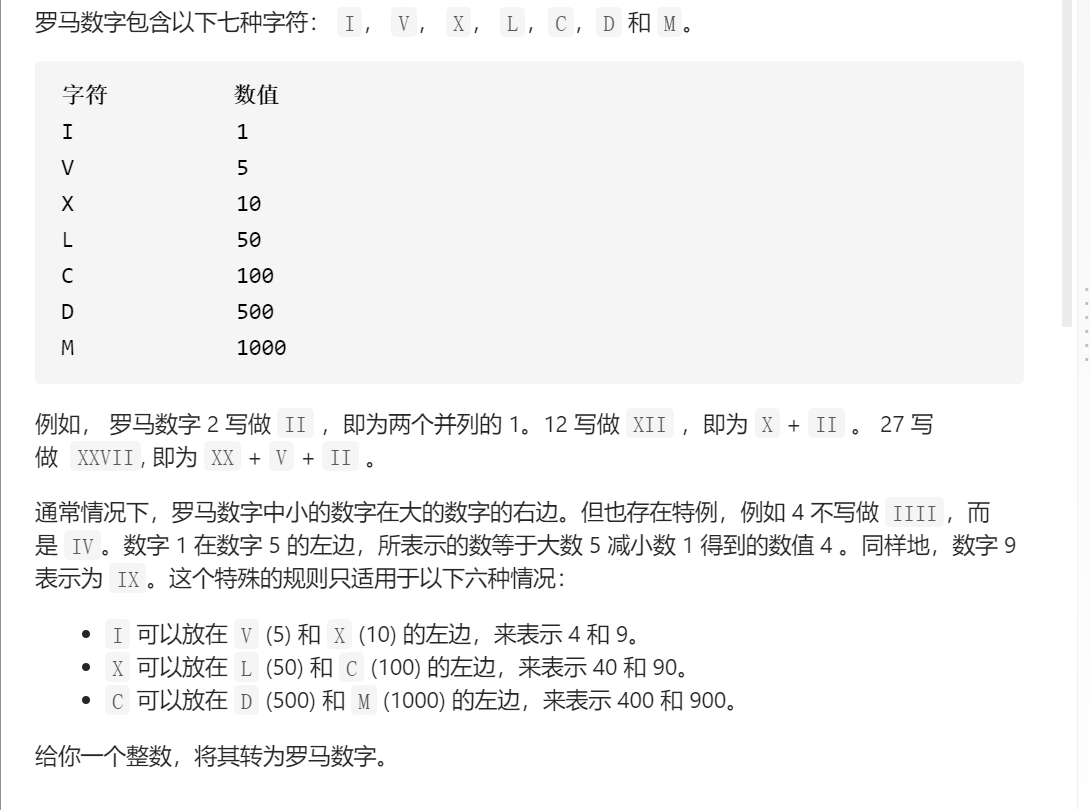 罗马数字包含以下七种字符: I, V, X, L, C, D 和 M。
字符 数值
I 1
V 5
X 10
L 50
C 100
D 500
M 1000
例如， 罗马数字 2 写做 II ，即为两个并列的 1。12 写做 XII ，即为 X + II 。 27 写
做 XXVII, 即为 XX + V + II 。
通常情况下，罗马数字中小的数字在大的数字的右边。但也存在特例，例如 4 不写做 IIII，而
是 IV。数字 1 在数字 5 的左边，所表示的数等于大数 5 减小数 1 得到的数值 4 。同样地，数字 9
表示为 IX。这个特殊的规则只适用于以下六种情况：
• I 可以放在 V (5) 和 X (10) 的左边，来表示 4 和 9。
• X 可以放在 L (50) 和 C (100) 的左边，来表示 40 和 90。
• C 可以放在 D (500) 和 M (1000) 的左边，来表示 400 和 900。
给你一个整数，将其转为罗马数字。